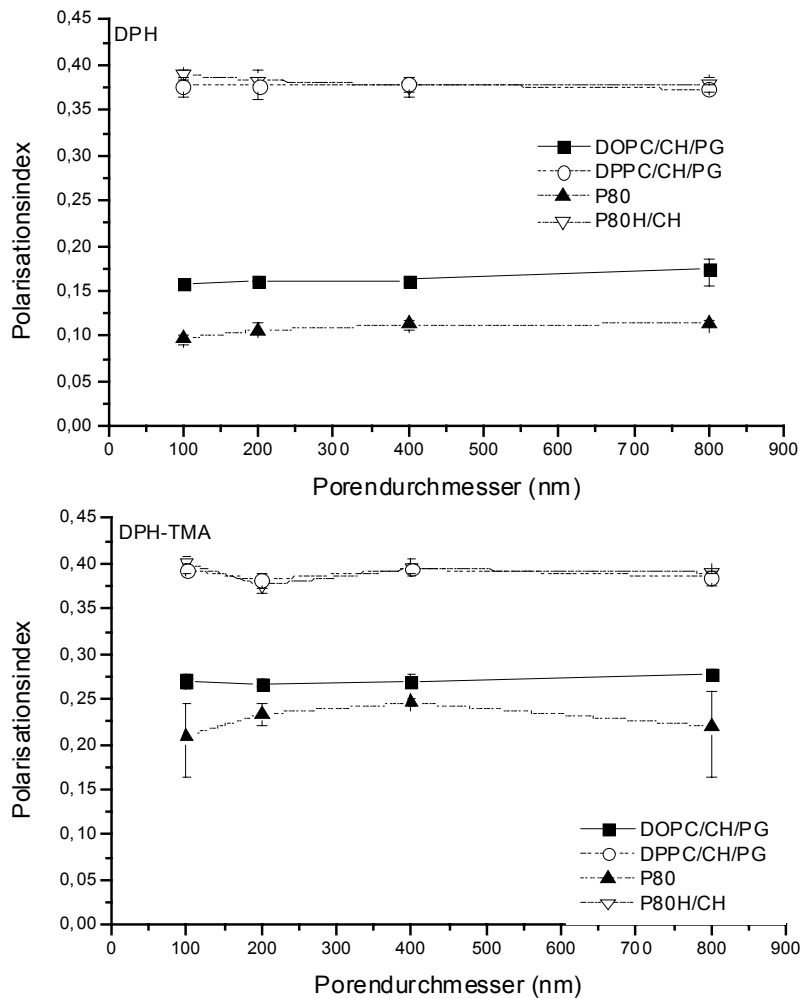 0,45
DPH
0,40
0,35
0,30
DOPC/CH/PG
DPPC/CH/PG
0,25
P80
P80H/CH
0,20
0,15
0,10
0,05
0,00
Polarisationsindex
0 100 200 300 400 500 600 700 800 900
Porendurchmesser (nm)
0,45
DPH-TMA
0,40
0,35
0,30
0,25
0,20
0,15
0,10
DOPC/CH/PG
DPPC/CH/PG
0,05
P80
P80H/CH
0,00
Polarisationsindex
0 100 200 300 400 500 600 700 800 900
Porendurchmesser (nm)